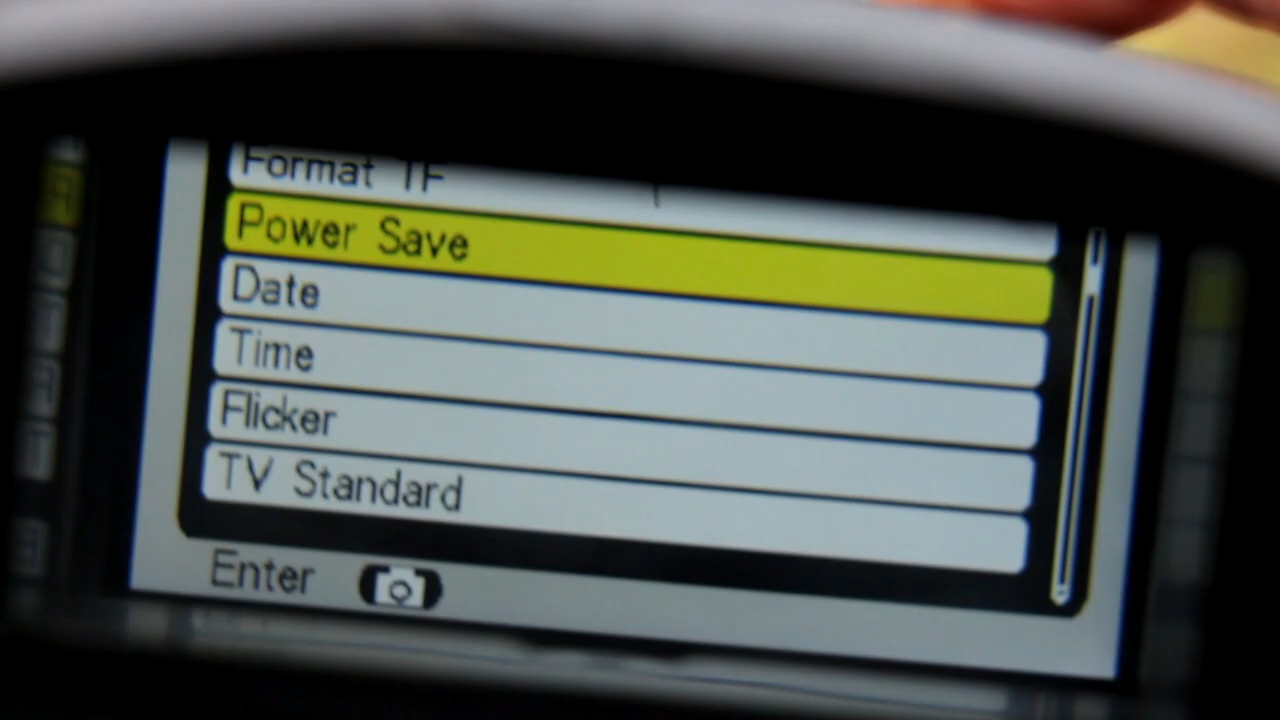 Format TF
Power Save
Date
Time
Flicker
TV Standard
Enter